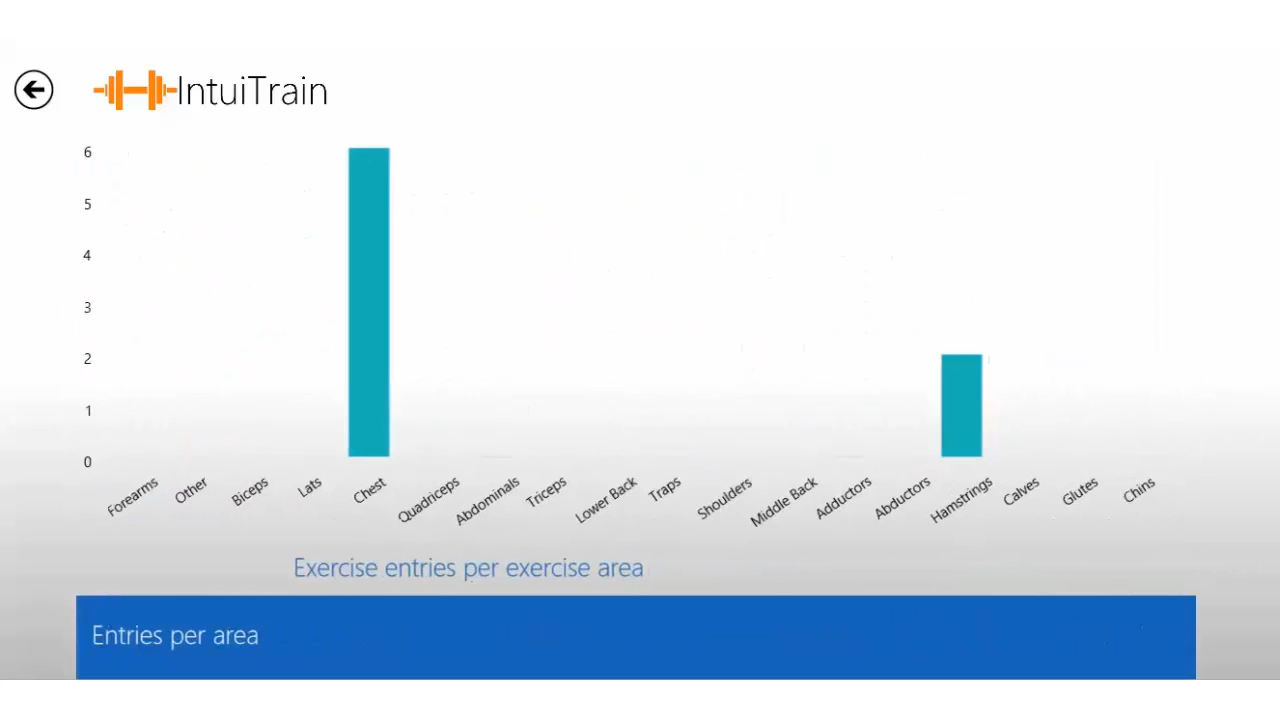 IntuiTrain
6
5
4
3
2
1
0
Forearms
Other
Biceps
Lats
Chest
Quadriceps
Abdominals
Triceps
Lower Back
Traps
Shoulders
Middle Back
Adductors
Abductors
Hamstrings
Calves
Glutes
Chins
Exercise entries per exercise area
Entries per area